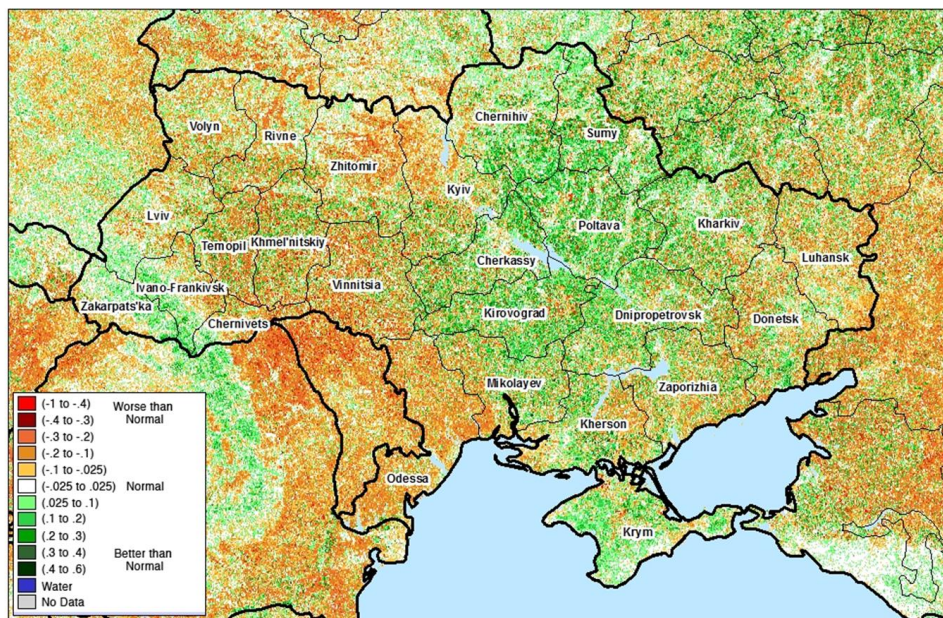 Chernihiv
Volyn
Rivne
Sumy
Zhitomir
Kyiv
Lviv
Poltava
Kharkiv
Ternopil
Khmel'nitskiy
Cherkassy
Luhansk
Ivano-Frankivsk
Vinnitsia
Zakarpats'ka
Chernivets
Kirovograd
Dnipropetrovsk
Donetsk
Mikolayev
Zaporizhia
Kherson
Odessa
Krym
(-1 to -.4) Worse than
(-.4 to -.3) Normal
(-.3 to -.2)
(-.2 to -.1)
(-.1 to -.025)
(-.025 to .025) Normal
(.025 to .1)
(.1 to .2)
(.2 to .3)
(.3 to .4) Better than
(.4 to .6) Normal
Water
No Data